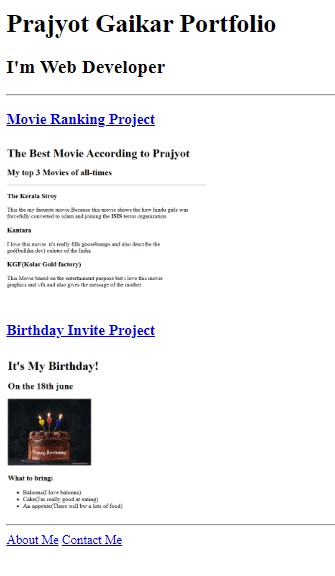 Prajyot Gaikar Portfolio
I'm Web Developer
Movie Ranking Project
The Best Movie According to Prajyot
My top 3 Movies of all-times
The Kerala Stroy
This the my favourite movie.Because this movie shows the how hindu girls was
forcefully converted to islam and joining the ISIS terror organization
Kantara
I love this movie. it's really fills goosebumps and also describe the
god(bullike dev) culutre of the India.
KGF(Kolar Gold factory)
This Movie based on the entertaiment purpose but i love this movie
graphics and vfx and also gives the message of the mother
Birthday Invite Project
It's My Birthday!
On the 18th june
Happy Birthday
What to bring:
Baloons(I love baloons)
Cake(I'm really good at eating)
An appetite(There will bw a lots of food)
About Me Contact Me